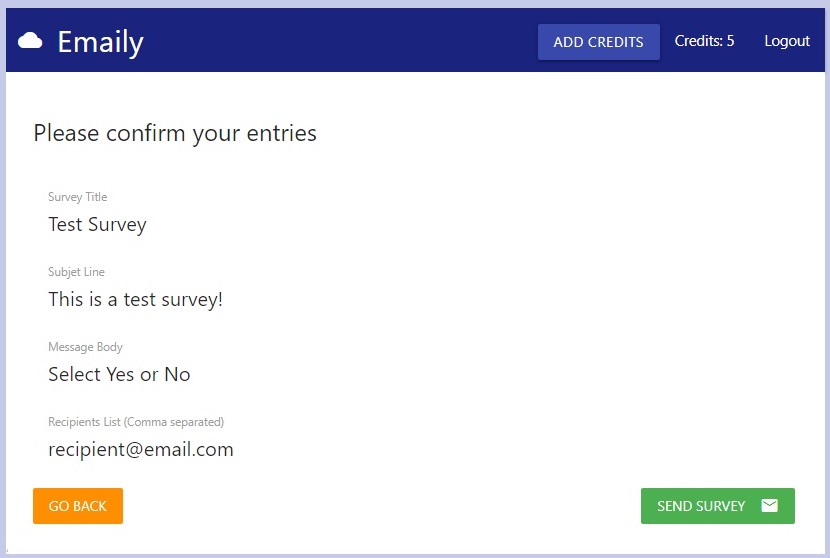 Emaily
ADD CREDITS
Credits: 5
Logout
Please confirm your entries
Survey Title
Test Survey
Subjet Line
This is a test survey!
Message Body
Select Yes or No
Recipients List (Comma separated)
recipient@email.com
GO BACK
SEND SURVEY